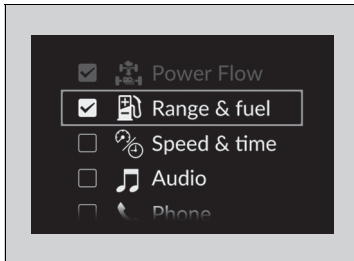 Power Flow
Range & fuel
Speed & time
Audio
Phone